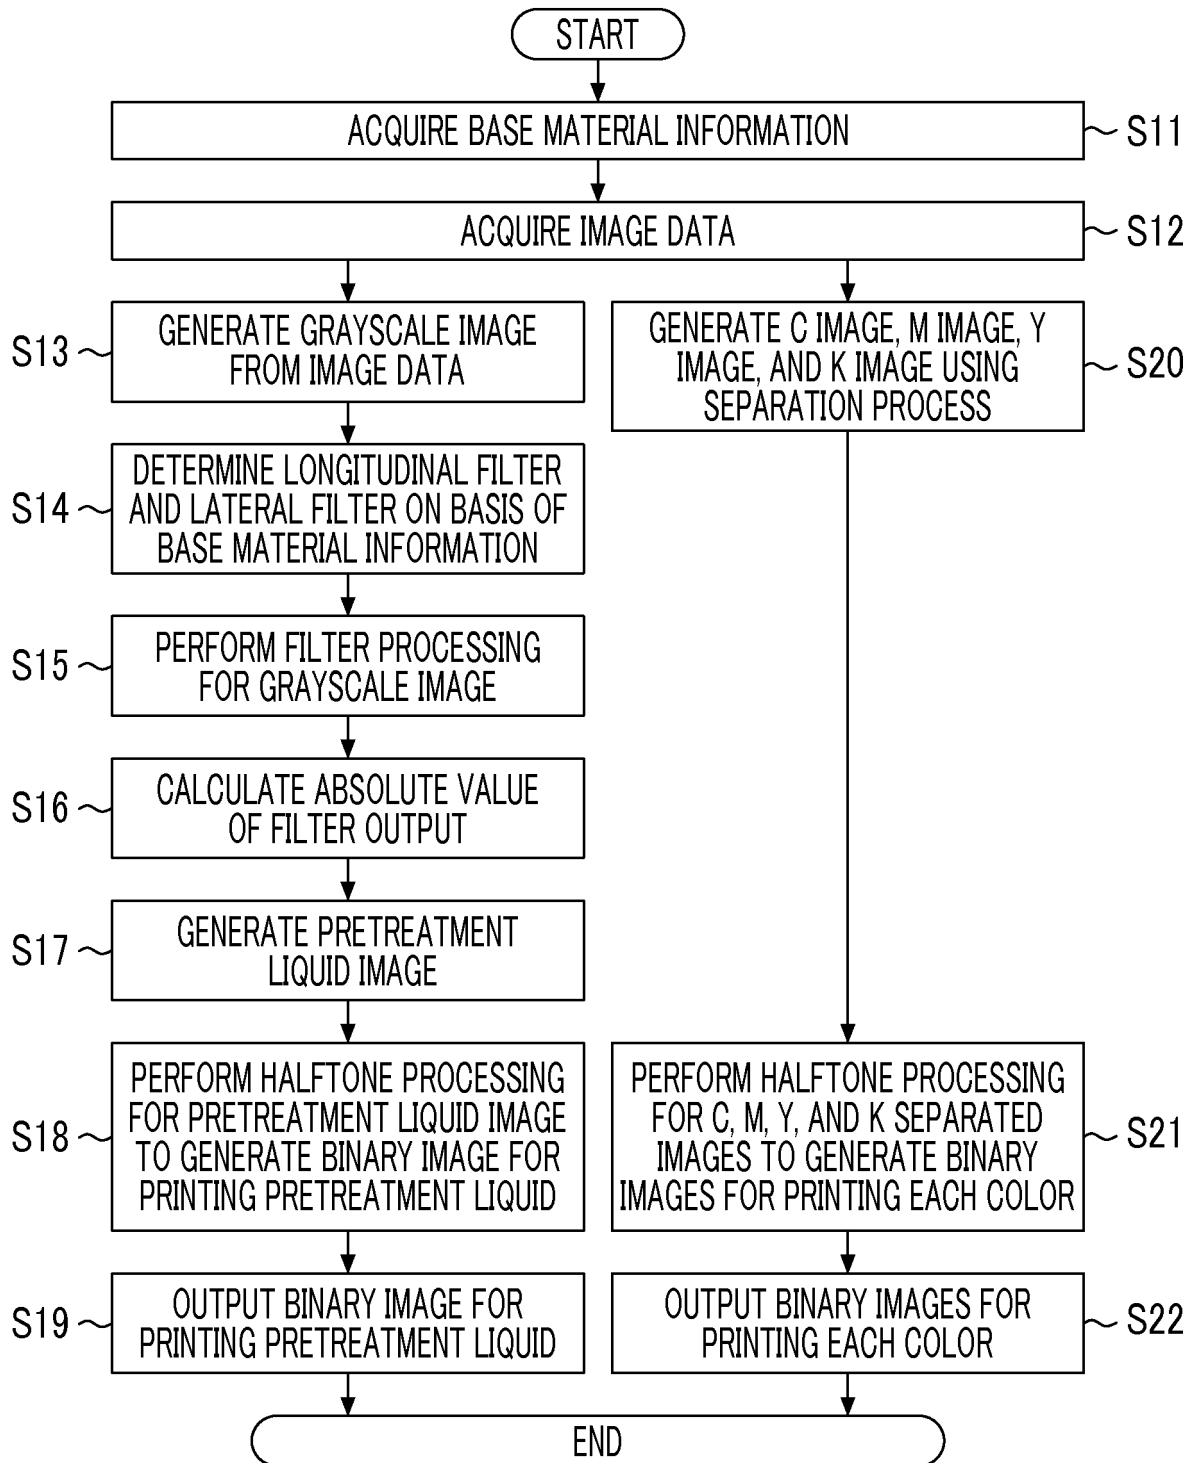 START
ACQUIRE BASE MATERIAL INFORMATION
S11
ACQUIRE IMAGE DATA
S12
S13
GENERATE GRAYSCALE IMAGE
FROM IMAGE DATA
GENERATE C IMAGE, M IMAGE, Y
IMAGE, AND K IMAGE USING
SEPARATION PROCESS
S20
S14
DETERMINE LONGITUDINAL FILTER
AND LATERAL FILTER ON BASIS OF
BASE MATERIAL INFORMATION
S15
PERFORM FILTER PROCESSING
FOR GRAYSCALE IMAGE
S16
CALCULATE ABSOLUTE VALUE
OF FILTER OUTPUT
S17
GENERATE PRETREATMENT
LIQUID IMAGE
S18
PERFORM HALFTONE PROCESSING
FOR PRETREATMENT LIQUID IMAGE
TO GENERATE BINARY IMAGE FOR
PRINTING PRETREATMENT LIQUID
PERFORM HALFTONE PROCESSING
FOR C, M, Y, AND K SEPARATED
IMAGES TO GENERATE BINARY
IMAGES FOR PRINTING EACH COLOR
S21
S19
OUTPUT BINARY IMAGE FOR
PRINTING PRETREATMENT LIQUID
OUTPUT BINARY IMAGES FOR
PRINTING EACH COLOR
S22
END